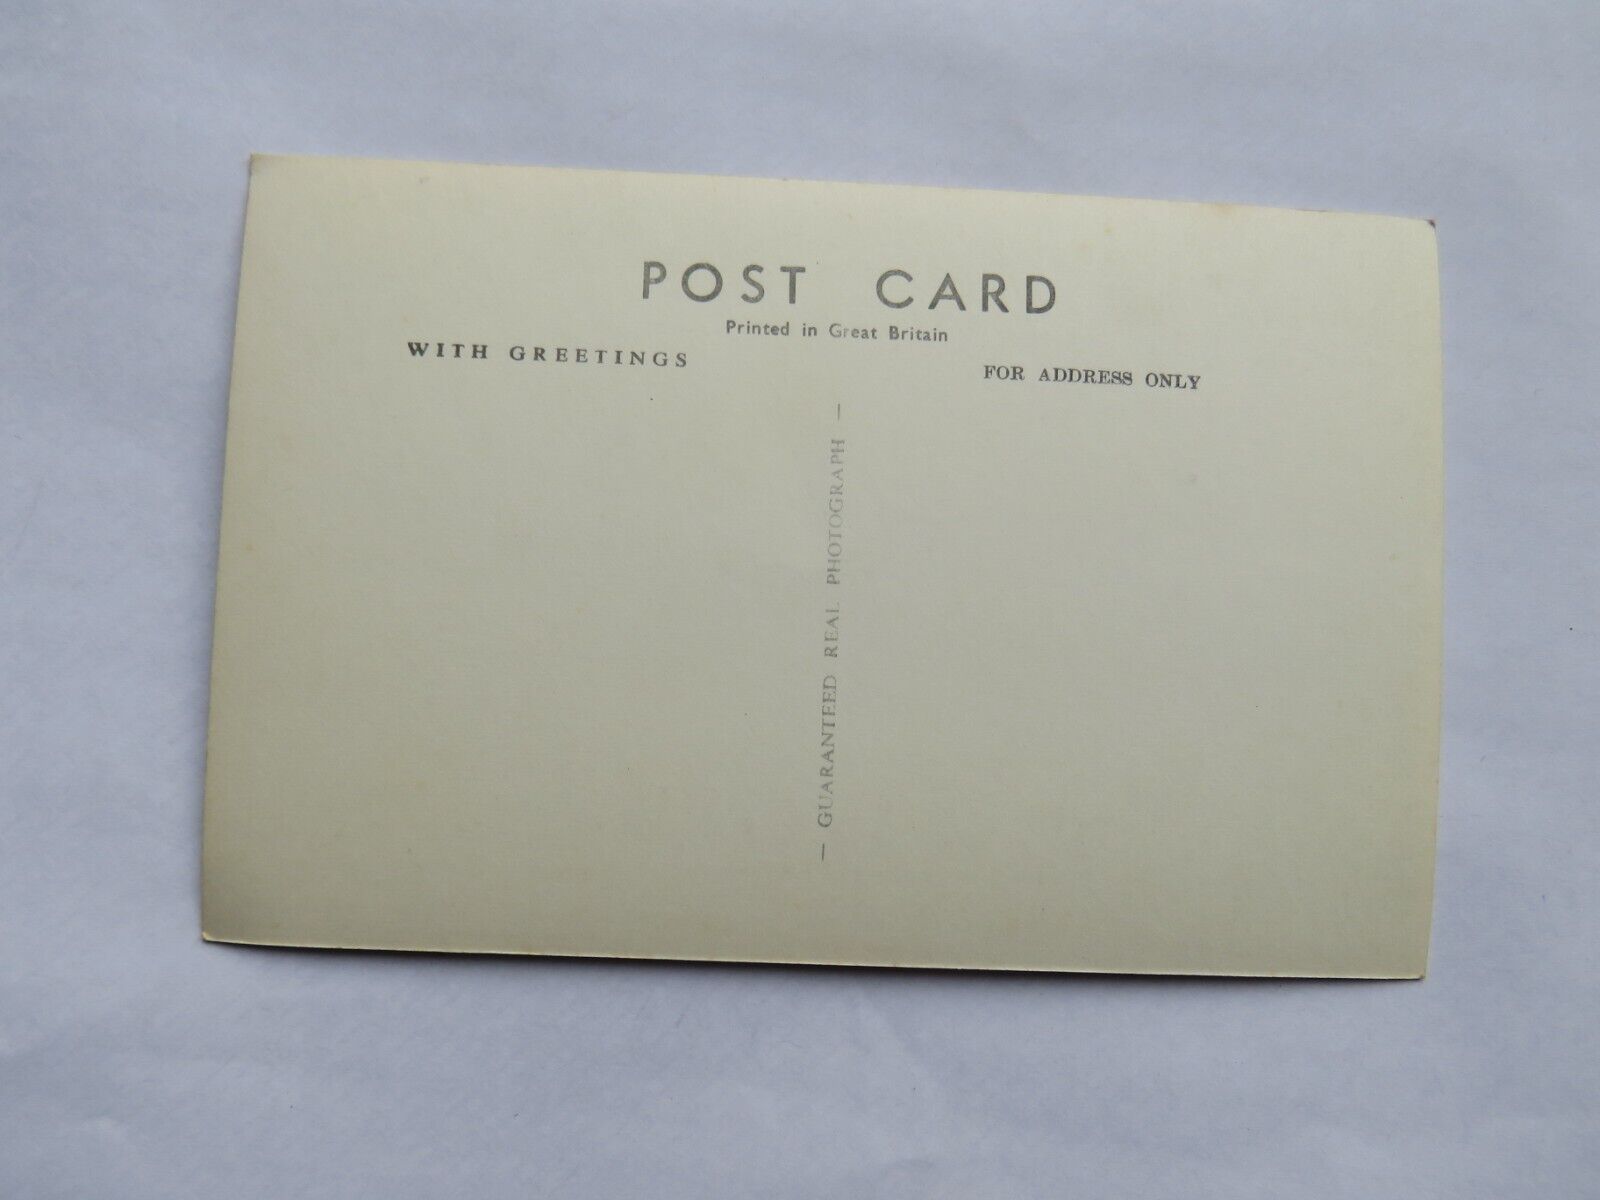 POST CARD
Printed in Great Britain
WITH GREETINGS
FOR ADDRESS ONLY
— GUARANTEED REAL PHOTOGRAPH —